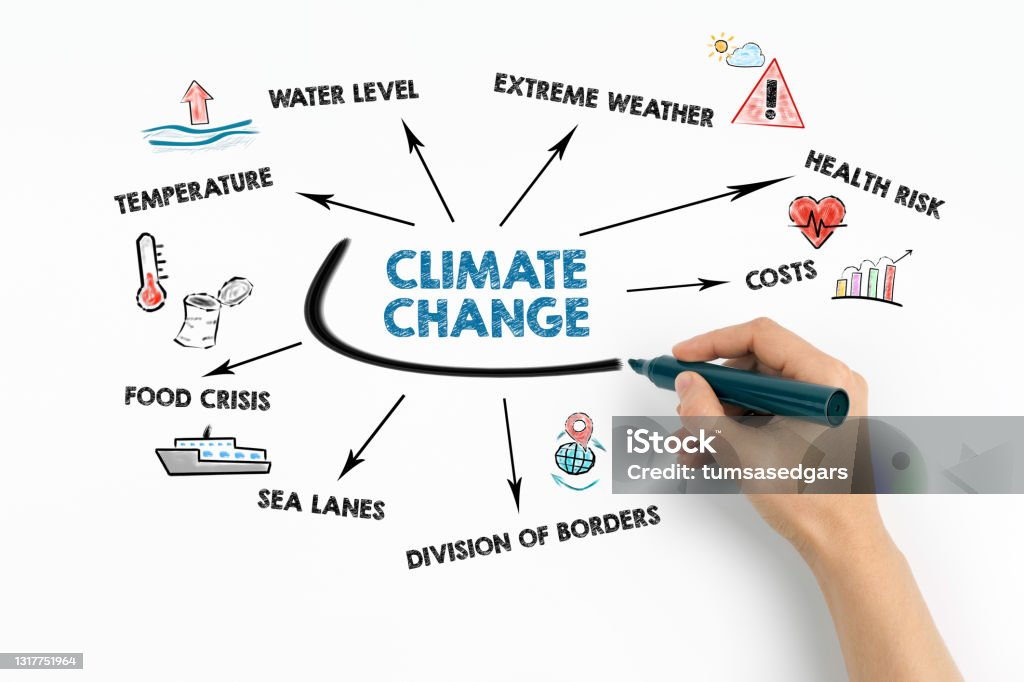 WATER LEVEL
EXTREME WEATHER
TEMPERATURE
HEALTH RISK
CLIMATE
CHANGE
COSTS
FOOD CRISIS
SEA LANES
DIVISION OF BORDERS
iStock™
Credit: tumsasedgars
1317751964